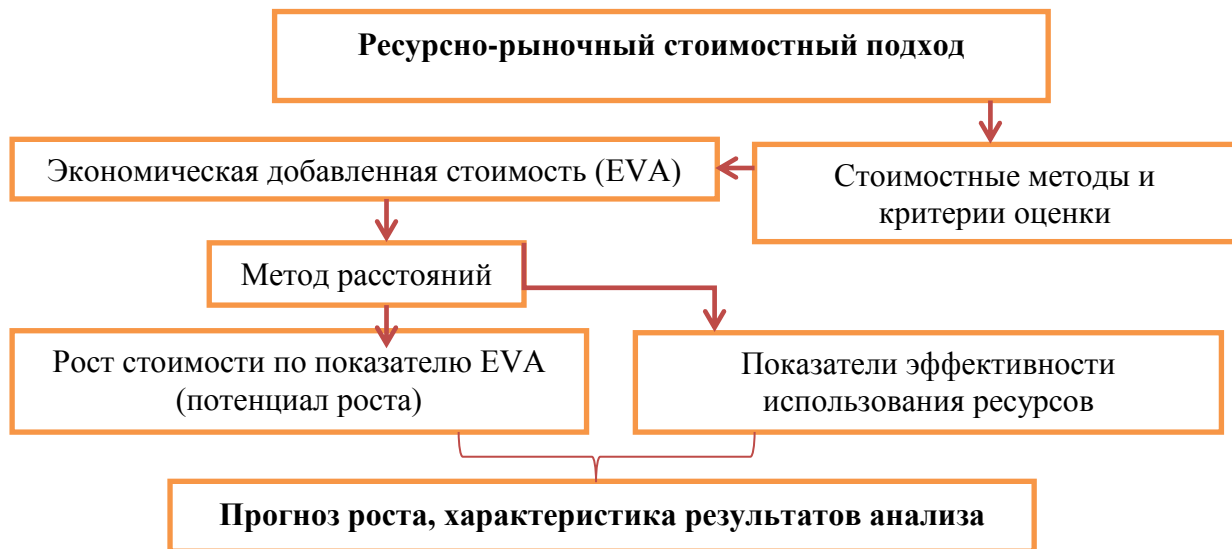 Ресурсно-рыночный стоимостный подход
Экономическая добавленная стоимость (EVA)
Стоимостные методы и
критерии оценки
Метод расстояний
Рост стоимости по показателю EVA
(потенциал роста)
Показатели эффективности
использования ресурсов
Прогноз роста, характеристика результатов анализа